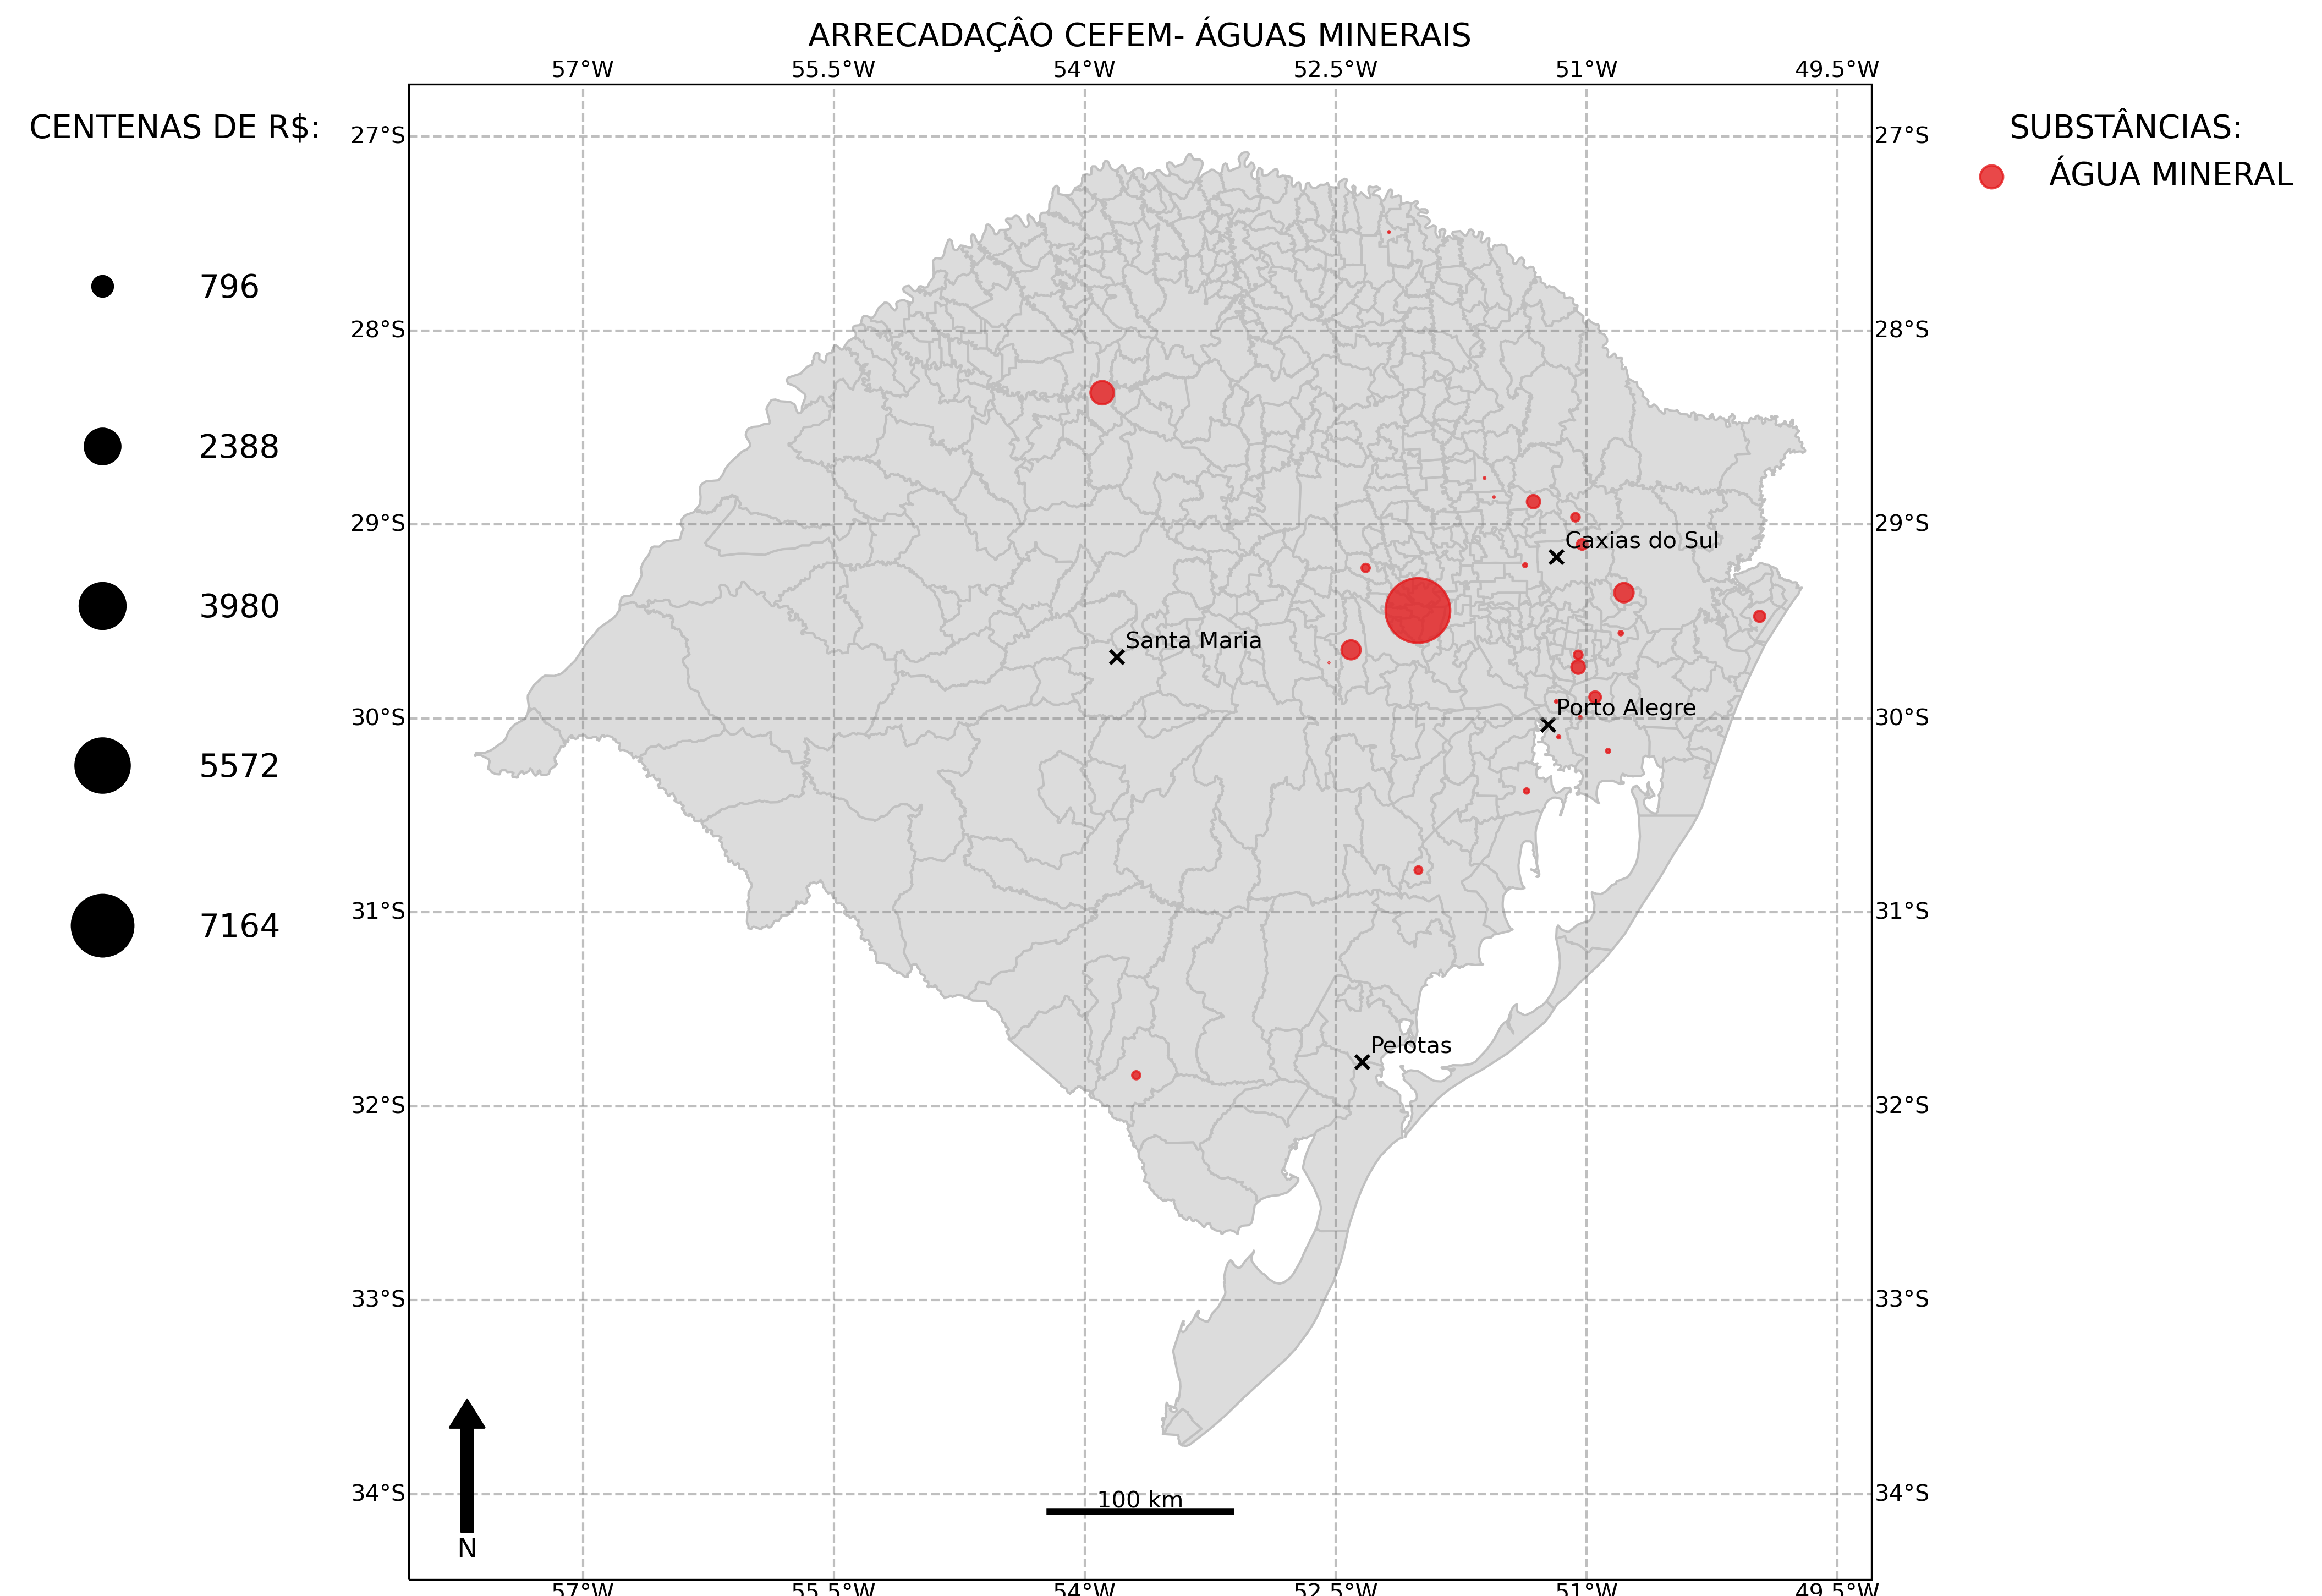 ARRECADAÇÂO CEFEM- ÁGUAS MINERAIS
57°W 55.5°W 54°W 52.5°W 51°W 49.5°W
CENTENAS DE R$:
796
2388
3980
5572
7164
27°S 27°S
28°S 28°S
29°S 29°S
30°S 30°S
31°S 31°S
32°S 32°S
33°S 33°S
34°S 34°S
Caxias do Sul
Santa Maria
Porto Alegre
Pelotas
100 km
N
57°W 55.5°W 54°W 52.5°W 51°W 49.5°W
SUBSTÂNCIAS:
ÁGUA MINERAL